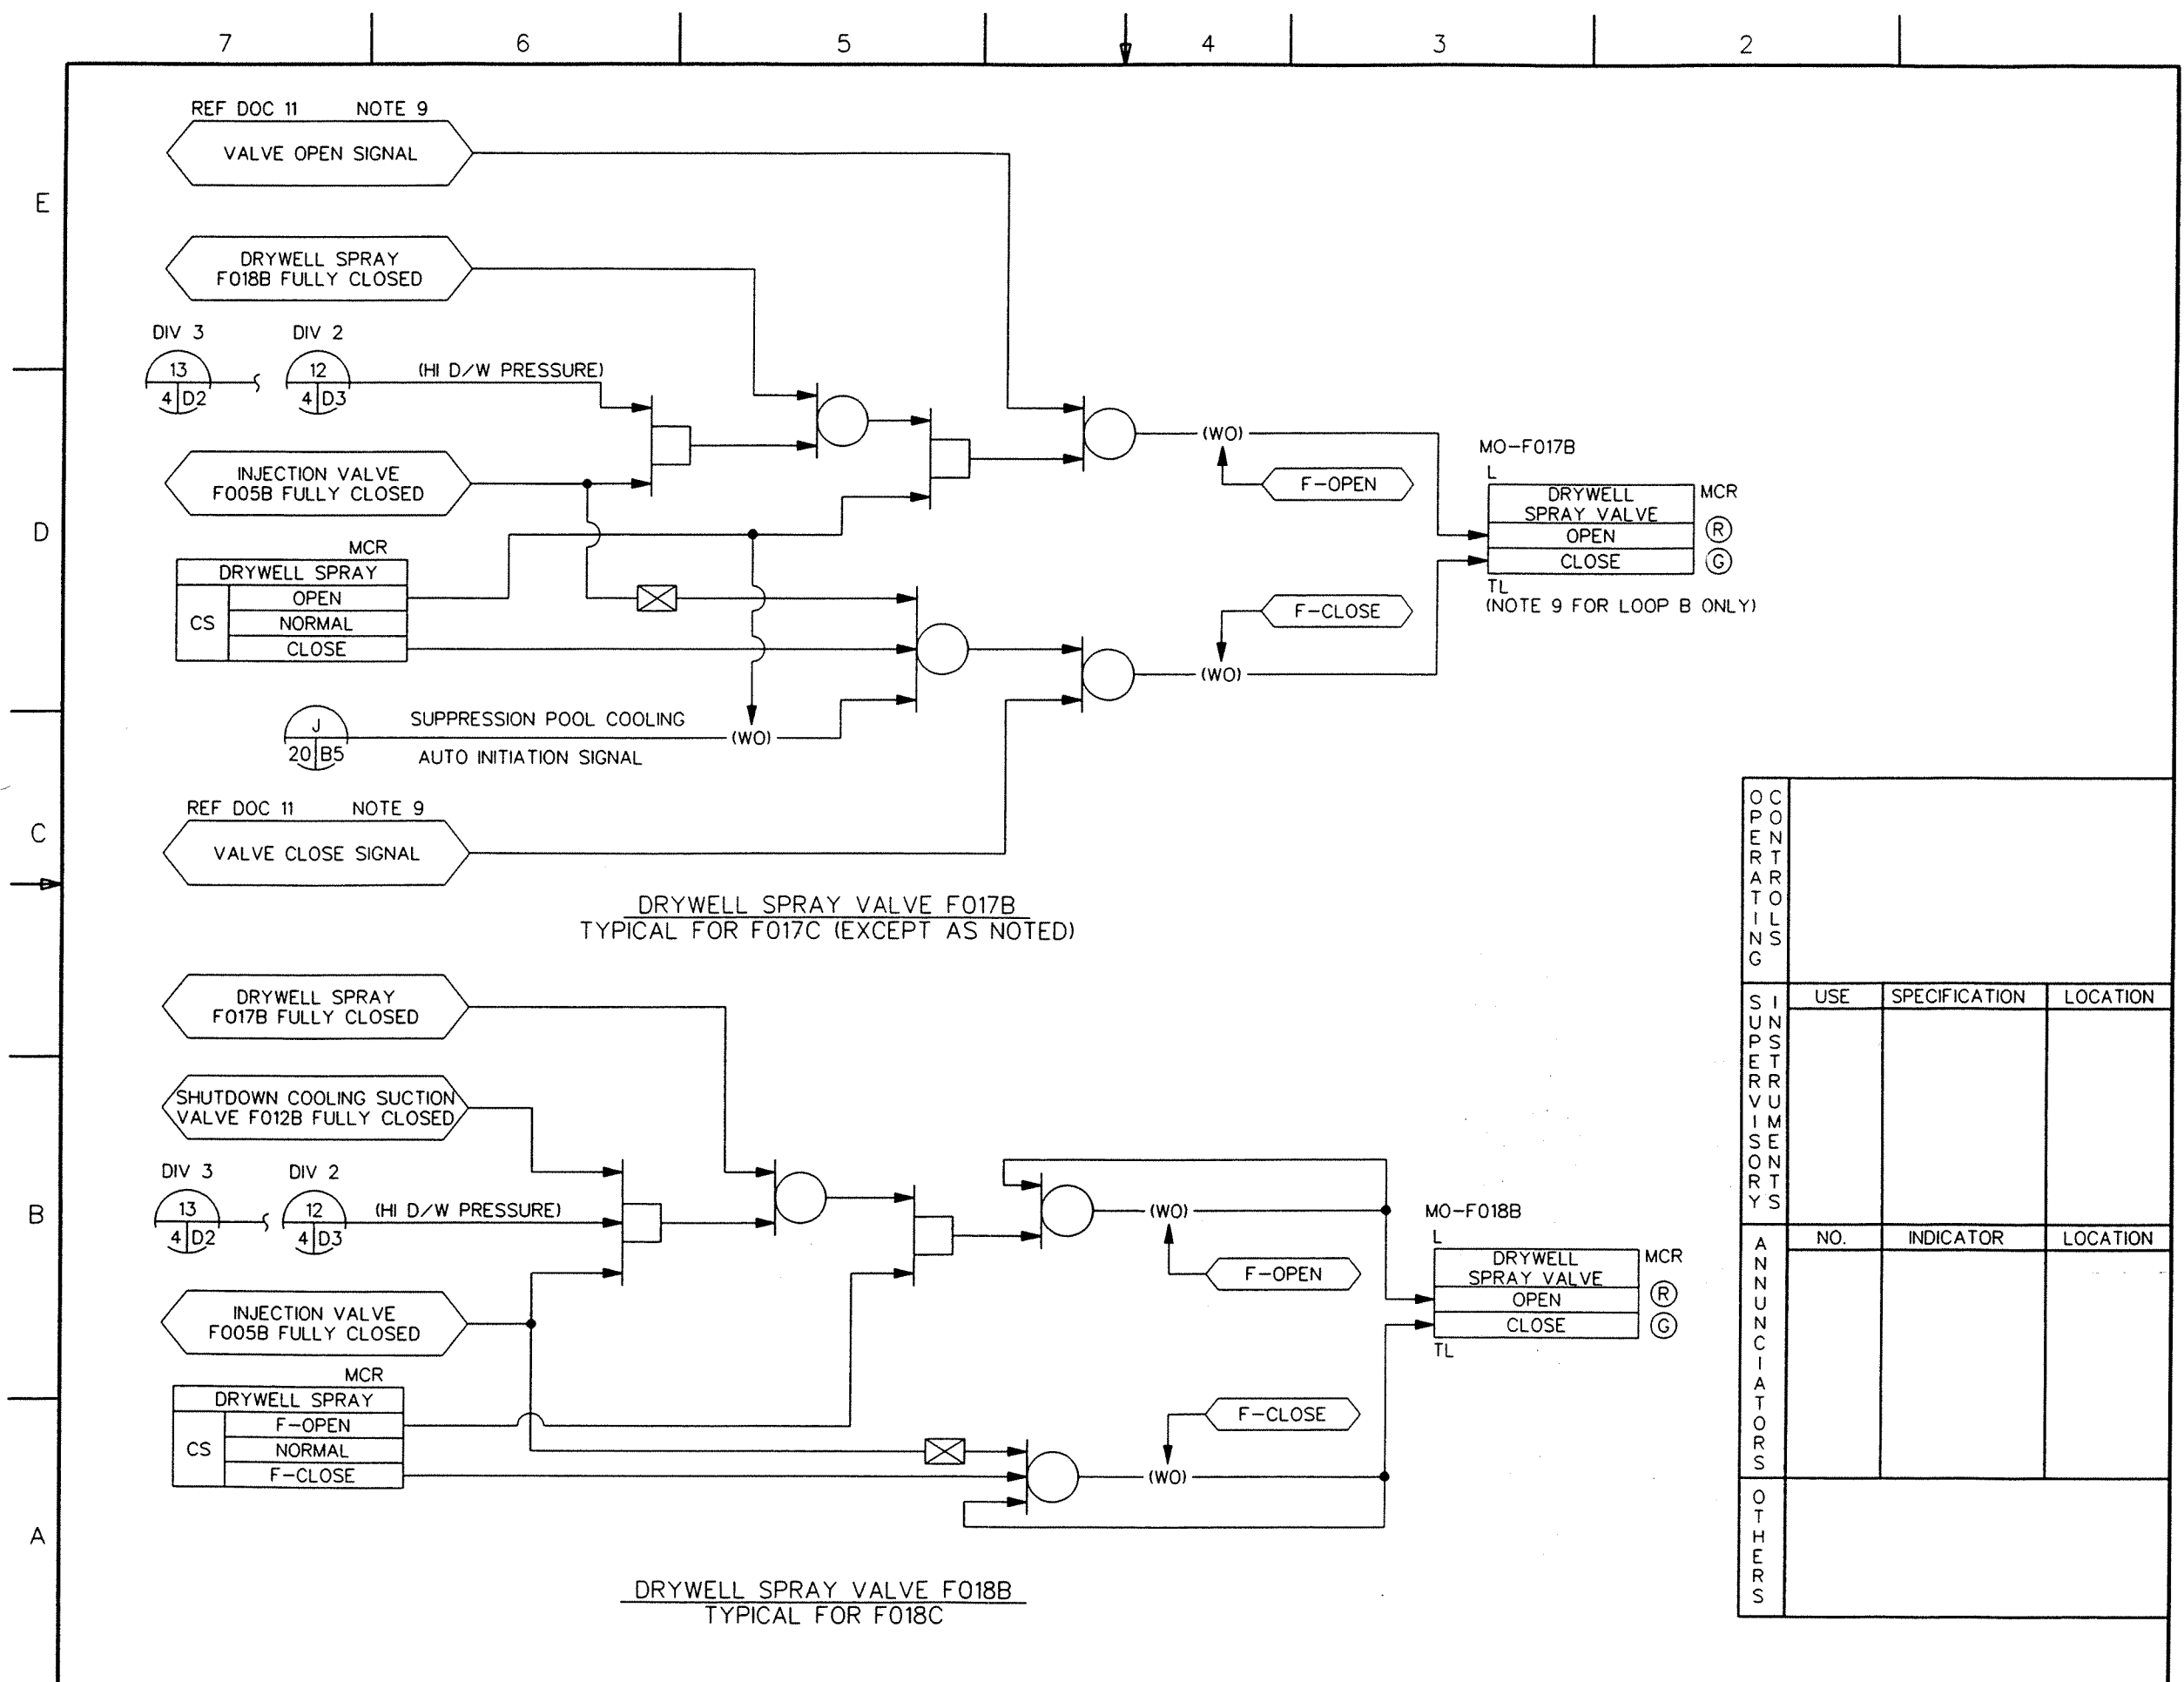 7 6 5 4 3 2
E
D
C
B
A
REF DOC 11 NOTE 9
VALVE OPEN SIGNAL
DRYWELL SPRAY
F018B FULLY CLOSED
DIV 3 DIV 2
13
4 D2
12
4 D3
(HI D/W PRESSURE)
INJECTION VALVE
F005B FULLY CLOSED
MCR
DRYWELL SPRAY
CS
OPEN
NORMAL
CLOSE
J
20 B5
SUPPRESSION POOL COOLING
AUTO INITIATION SIGNAL
(WO)
REF DOC 11 NOTE 9
VALVE CLOSE SIGNAL
(WO)
F-OPEN
F-CLOSE
(WO)
MO-F017B
L
DRYWELL
SPRAY VALVE
OPEN
CLOSE
MCR
R
G
TL
(NOTE 9 FOR LOOP B ONLY)
DRYWELL SPRAY VALVE F017B
TYPICAL FOR F017C (EXCEPT AS NOTED)
DRYWELL SPRAY
F017B FULLY CLOSED
SHUTDOWN COOLING SUCTION
VALVE F012B FULLY CLOSED
DIV 3 DIV 2
13
4 D2
12
4 D3
(HI D/W PRESSURE)
INJECTION VALVE
F005B FULLY CLOSED
MCR
DRYWELL SPRAY
CS
F-OPEN
NORMAL
F-CLOSE
(WO)
F-OPEN
F-CLOSE
(WO)
MO-F018B
L
DRYWELL
SPRAY VALVE
OPEN
CLOSE
MCR
R
G
TL
DRYWELL SPRAY VALVE F018B
TYPICAL FOR F018C
OPERATING
CONTROLS
SUPERVISORY
INSTRUMENTS
USE SPECIFICATION LOCATION
ANNUNCIATORS
NO. INDICATOR LOCATION
OTHERS